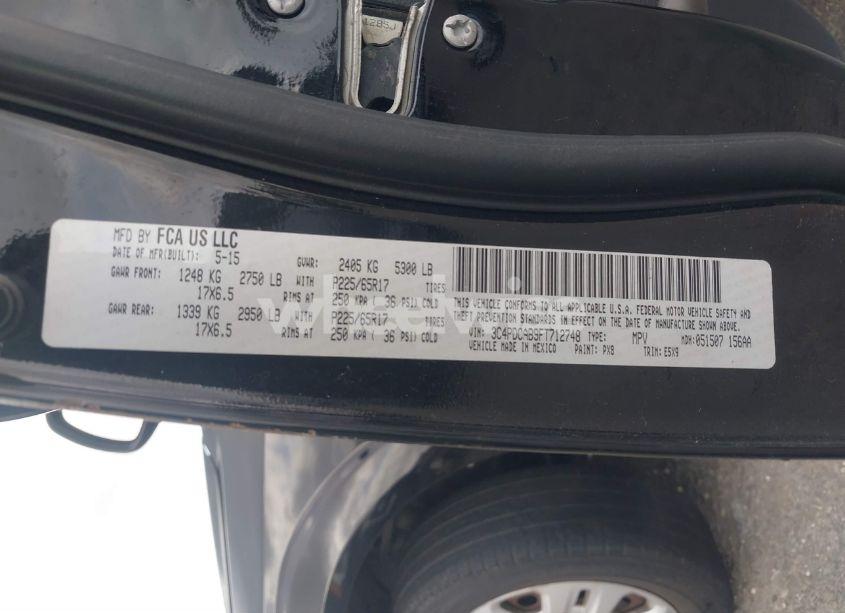 128SJ
MFD BY FCA US LLC
DATE OF MFR(BUILT): 5-15 GVWR: 2405 KG 5300 LB
GAWR FRONT: 1248 KG 2750 LB WITH P225/65R17 TIRES
17X6.5 RIMS AT 250 KPA ( 36 PSI) COLD
GAWR REAR: 1339 KG 2950 LB WITH P225/65R17 TIRES
17X6.5 RIMS AT 250 KPA ( 36 PSI) COLD
THIS VEHICLE CONFORMS TO ALL APPLICABLE U.S.A. FEDERAL MOTOR VEHICLE SAFETY AND
THEFT PREVENTION STANDARDS IN EFFECT ON THE DATE OF MANUFACTURE SHOWN ABOVE.
VIN: 3C4PDCAB9FT712748 TYPE: MPV MDH: 051507 156AA
VEHICLE MADE IN MEXICO PAINT: PX8 TRIM: E5X9